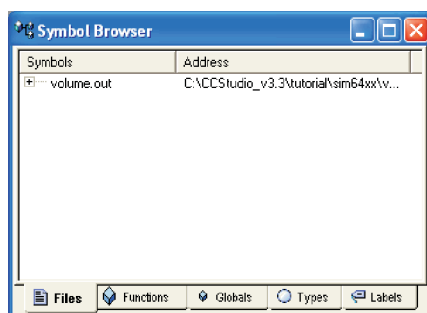 Symbol Browser
Symbols Address
volume.out C:\CCStudio_v3.3\tutorial\sim64xx\v...
Files Functions Globals Types Labels